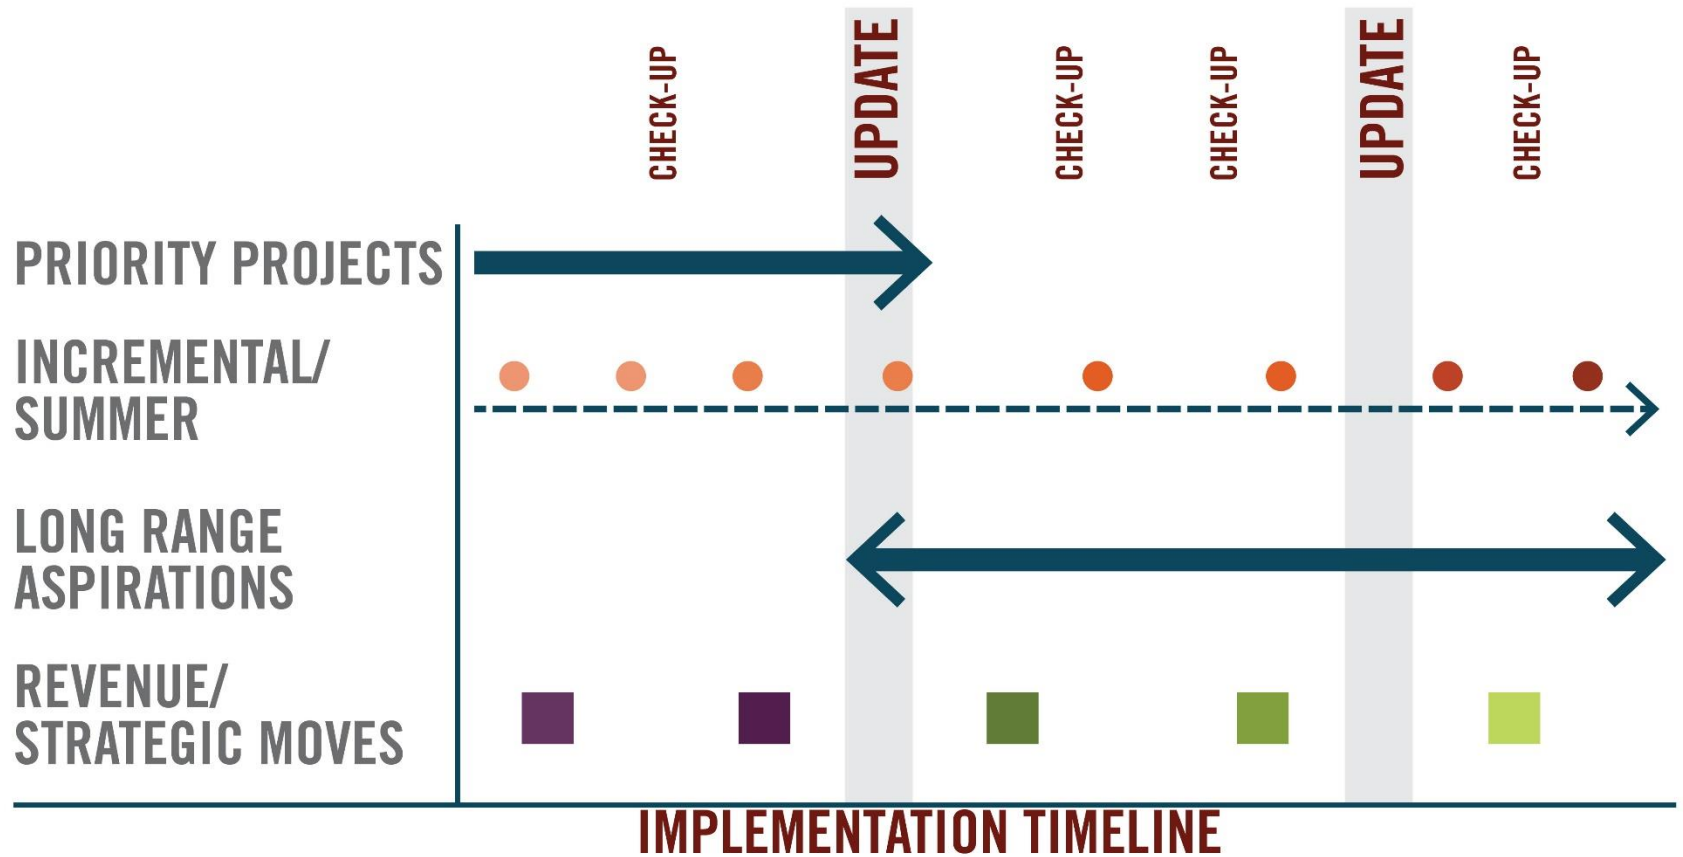 CHECK-UP
UPDATE
CHECK-UP
CHECK-UP
UPDATE
CHECK-UP
PRIORITY PROJECTS
INCREMENTAL/
SUMMER
LONG RANGE
ASPIRATIONS
REVENUE/
STRATEGIC MOVES
IMPLEMENTATION TIMELINE